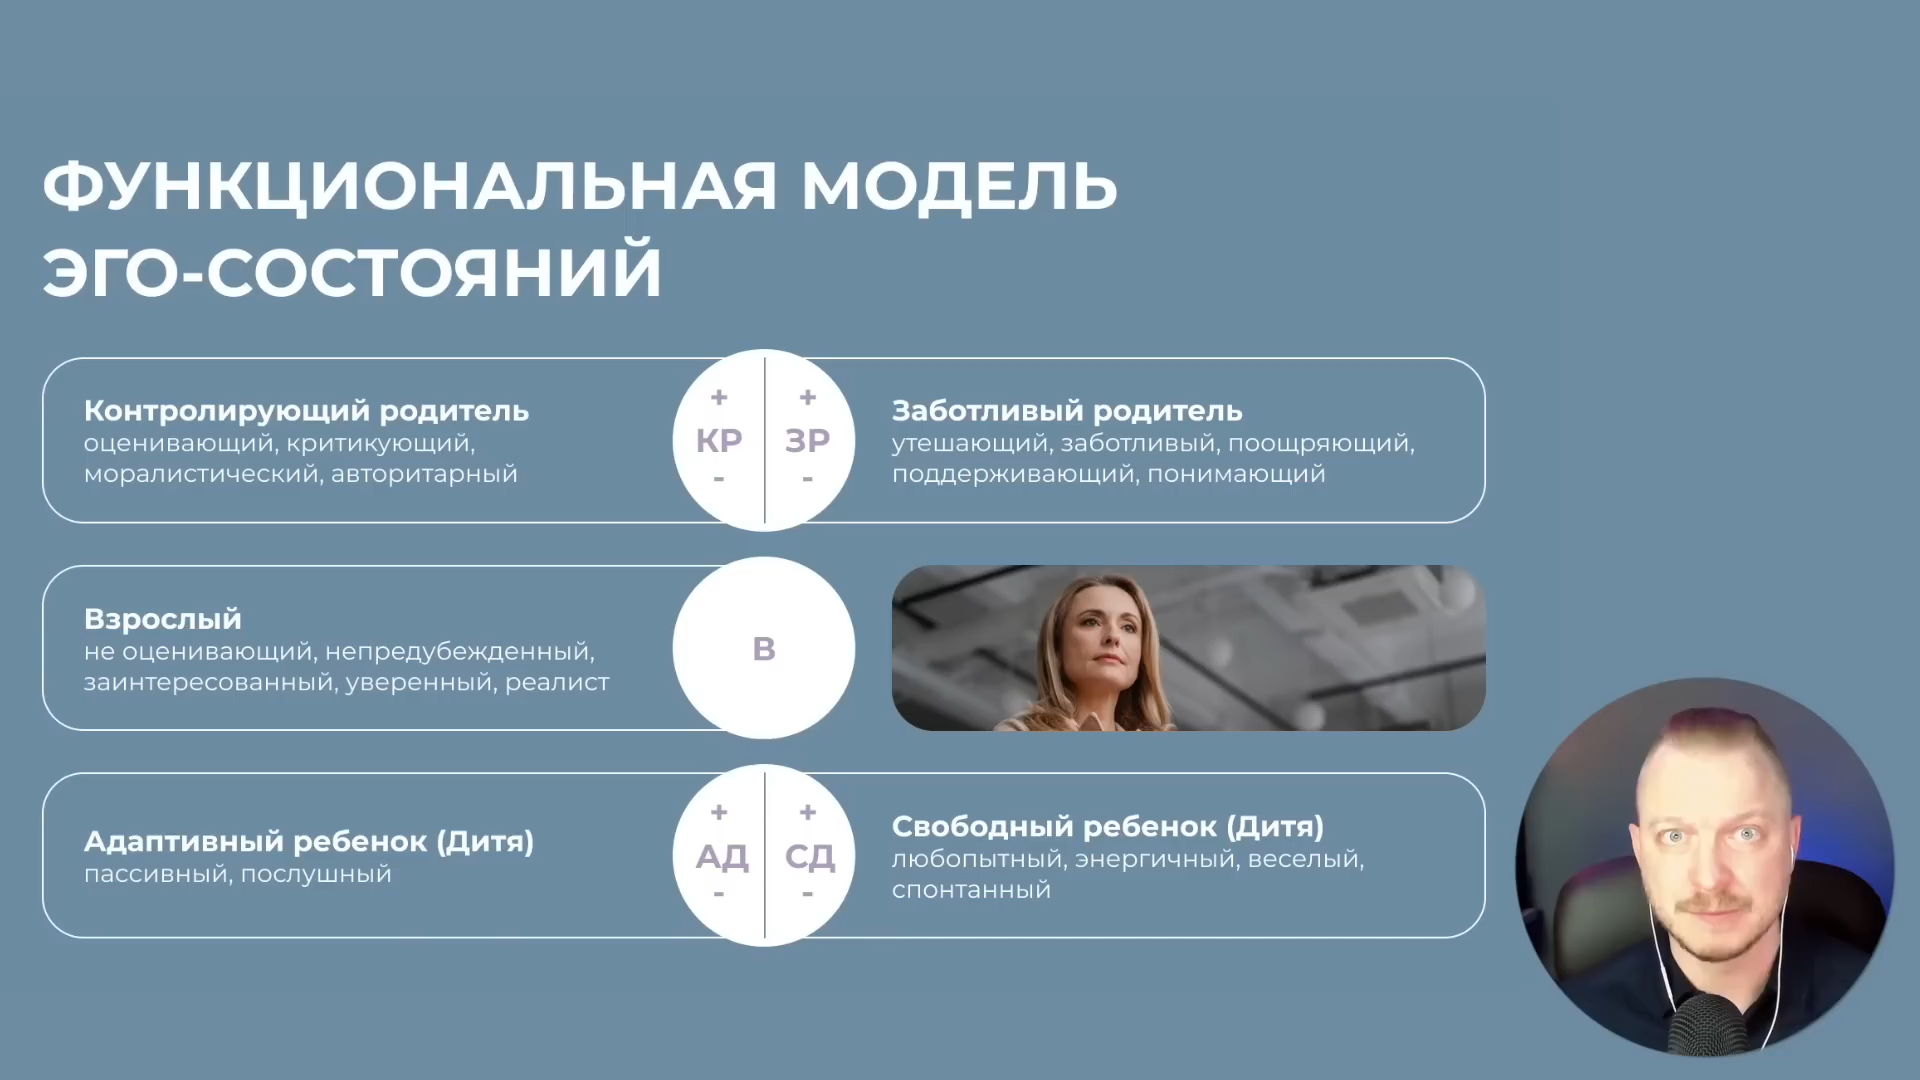 ФУНКЦИОНАЛЬНАЯ МОДЕЛЬ
ЭГО-СОСТОЯНИЙ
Контролирующий родитель
оценивающий, критикующий,
моралистический, авторитарный
+ +
КР ЗР
- -
Заботливый родитель
утешающий, заботливый, поощряющий,
поддерживающий, понимающий
Взрослый
не оценивающий, непредубежденный,
заинтересованный, уверенный, реалист
В
Адаптивный ребенок (Дитя)
пассивный, послушный
+ +
АД СД
- -
Свободный ребенок (Дитя)
любопытный, энергичный, веселый,
спонтанный